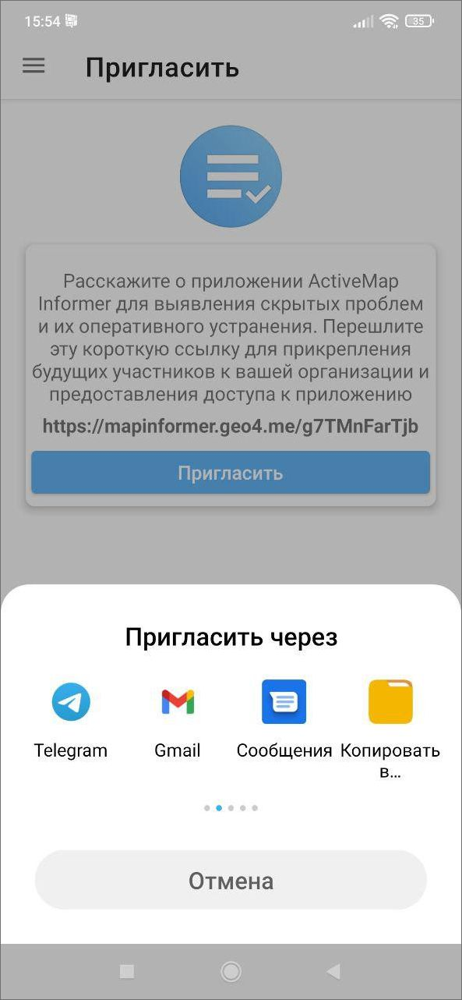 15:54
35
Пригласить
Расскажите о приложении ActiveMap
Informer для выявления скрытых проблем
и их оперативного устранения. Перешлите
эту короткую ссылку для прикрепления
будущих участников к вашей организации и
предоставления доступа к приложению
https://mapinformer.geo4.me/g7TMnFarTjb
Пригласить
Пригласить через
Telegram
Gmail
Сообщения
Копировать
в...
Отмена